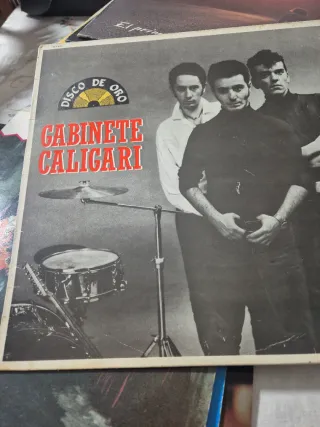 DISCO DE ORO
GABINETE
CALIGARI